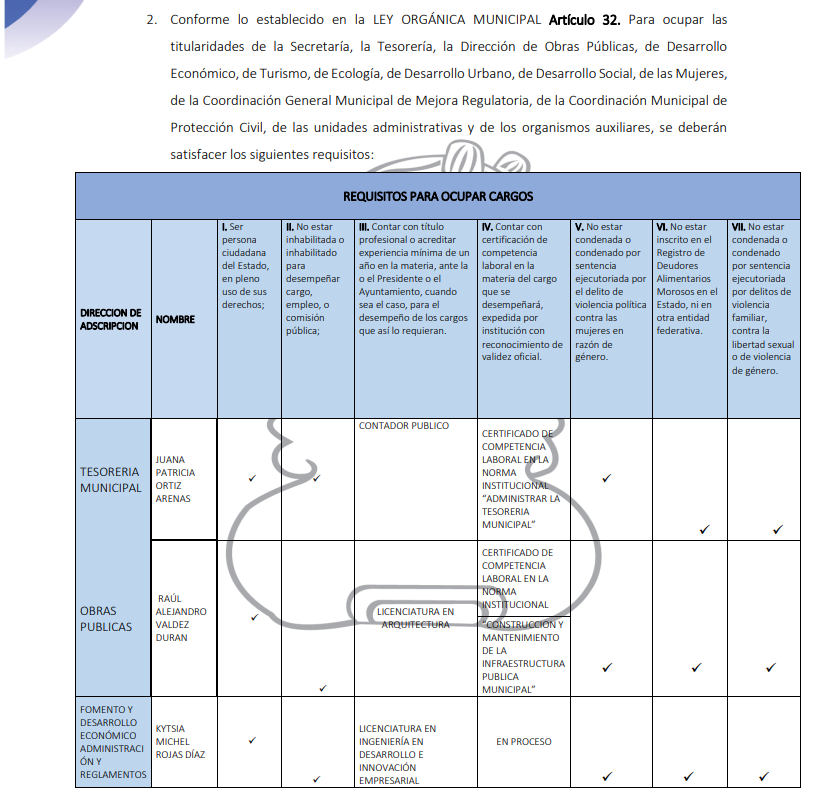 2. Conforme lo establecido en la LEY ORGÁNICA MUNICIPAL Artículo 32. Para ocupar las
titularidades de la Secretaría, la Tesorería, la Dirección de Obras Públicas, de Desarrollo
Económico, de Turismo, de Ecología, de Desarrollo Urbano, de Desarrollo Social, de las Mujeres,
de la Coordinación General Municipal de Mejora Regulatoria, de la Coordinación Municipal de
Protección Civil, de las unidades administrativas y de los organismos auxiliares, se deberán
satisfacer los siguientes requisitos:
REQUISITOS PARA OCUPAR CARGOS
DIRECCION DE
ADSCRIPCION
NOMBRE
I. Ser
persona
ciudadana
del Estado,
en pleno
uso de sus
derechos;
II. No estar
inhabilitada o
inhabilitado
para
desempeñar
cargo,
empleo, o
comisión
pública;
III. Contar con título
profesional o acreditar
experiencia mínima de un
año en la materia, ante la
o el Presidente o el
Ayuntamiento, cuando
sea el caso, para el
desempeño de los cargos
que así lo requieran.
IV. Contar con
certificación de
competencia
laboral en la
materia del cargo
que se
desempeñará,
expedida por
institución con
reconocimiento de
validez oficial.
V. No estar
condenada o
condenado por
sentencia
ejecutoriada por
el delito de
violencia política
contra las
mujeres en
razón de
género.
VI. No estar
inscrito en el
Registro de
Deudores
Alimentarios
Morosos en el
Estado, ni en
otra entidad
federativa.
VII. No estar
condenada o
condenado
por sentencia
ejecutoriada
por delitos de
violencia
familiar,
contra la
libertad sexual
o de violencia
de género.
TESORERIA
MUNICIPAL
JUANA
PATRICIA
ORTIZ
ARENAS
✓
✓
CONTADOR PUBLICO
CERTIFICADO DE
COMPETENCIA
LABORAL EN LA
NORMA
INSTITUCIONAL
“ADMINISTRAR LA
TESORERIA
MUNICIPAL”
✓
✓
✓
OBRAS
PUBLICAS
RAÚL
ALEJANDRO
VALDEZ
DURAN
✓
✓
LICENCIATURA EN
ARQUITECTURA
CERTIFICADO DE
COMPETENCIA
LABORAL EN LA
NORMA
INSTITUCIONAL
“CONSTRUCCION Y
MANTENIMIENTO
DE LA
INFRAESTRUCTURA
PUBLICA
MUNICIPAL”
✓
✓
✓
FOMENTO Y
DESARROLLO
ECONÓMICO
ADMINISTRACI
ÓN Y
REGLAMENTOS
KYTSIA
MICHEL
ROJAS DÍAZ
✓
✓
LICENCIATURA EN
INGENIERÍA EN
DESARROLLO E
INNOVACIÓN
EMPRESARIAL
EN PROCESO
✓
✓
✓